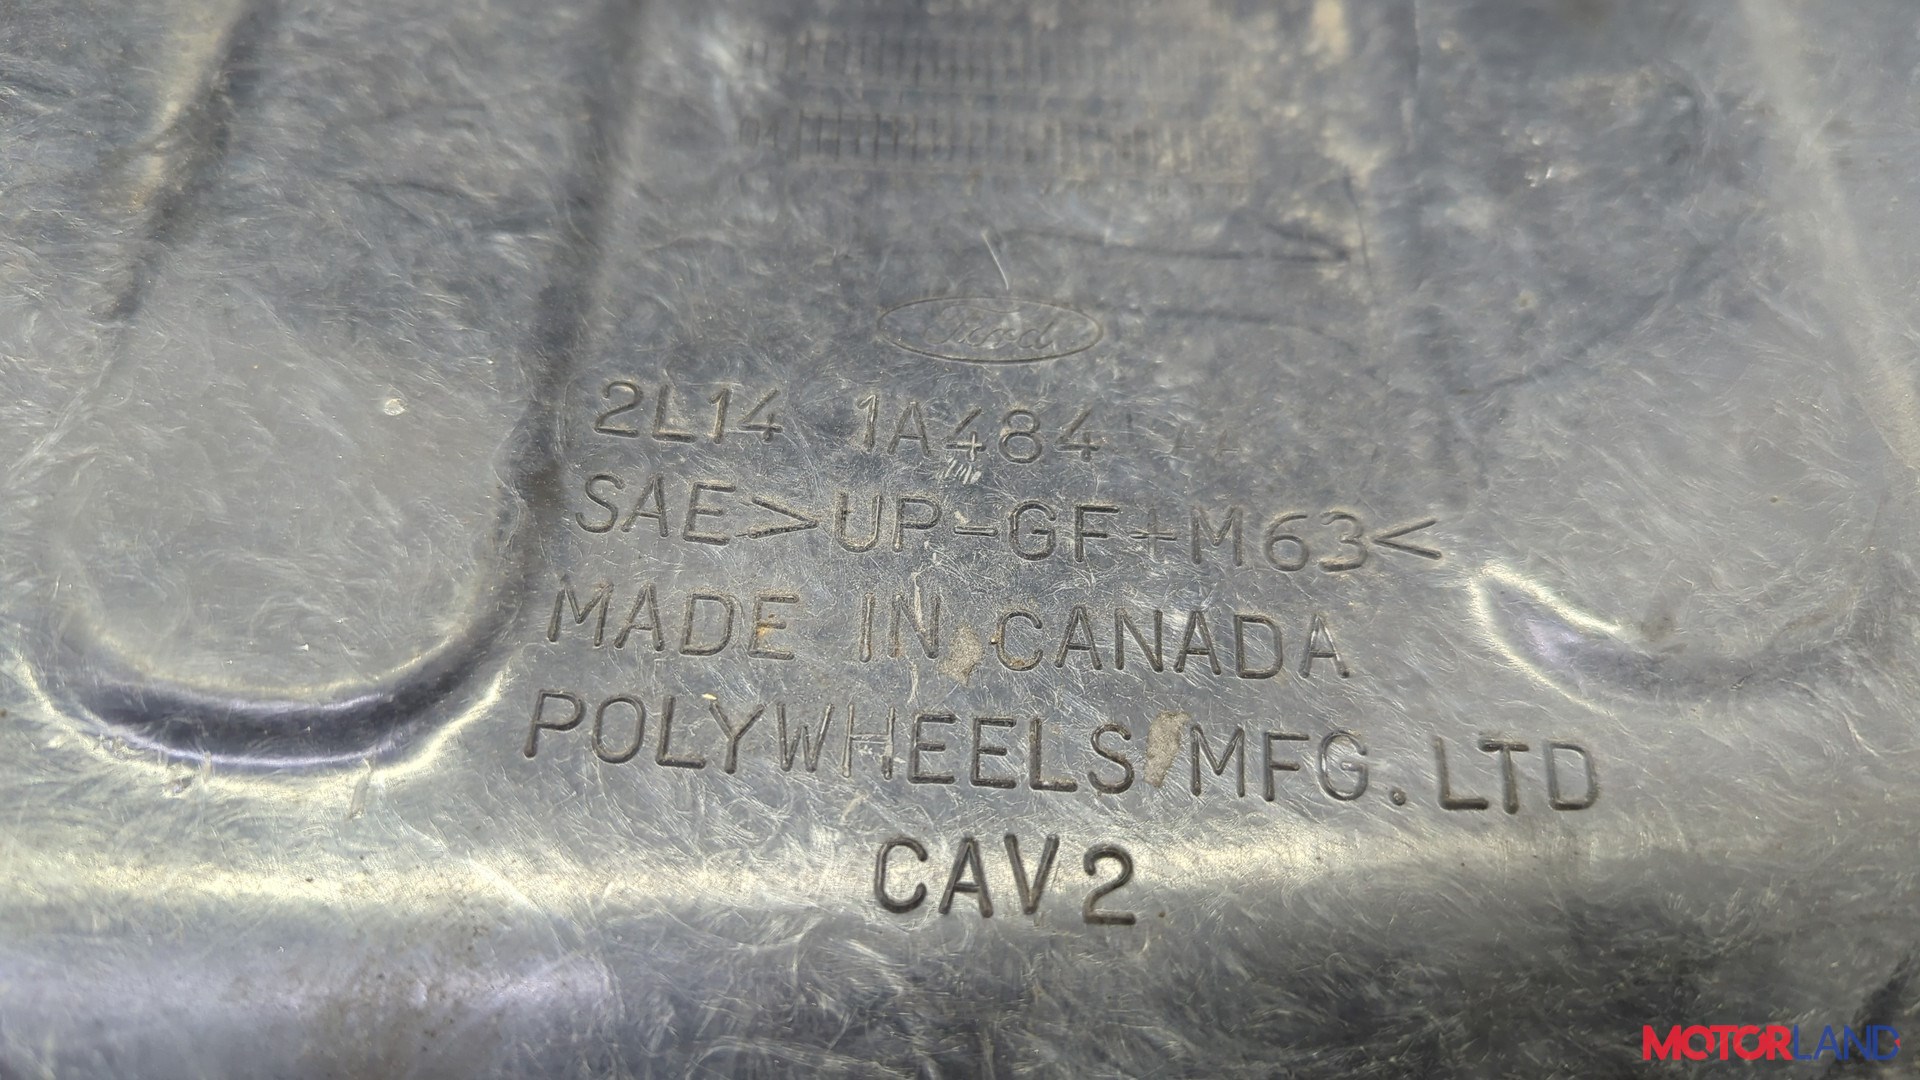 Ford
2L14 1A484
SAE>UP-GF+M63<
MADE IN CANADA
POLYWHEELS MFG. LTD
CAV2
MOTORLAND